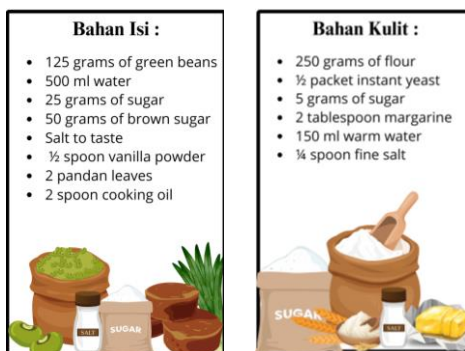 Bahan Isi :
• 125 grams of green beans
• 500 ml water
• 25 grams of sugar
• 50 grams of brown sugar
• Salt to taste
• ½ spoon vanilla powder
• 2 pandan leaves
• 2 spoon cooking oil
SALT
SUGAR
Bahan Kulit :
• 250 grams of flour
• ½ packet instant yeast
• 5 grams of sugar
• 2 tablespoon margarine
• 150 ml warm water
• ¼ spoon fine salt
SUGAR
SALT